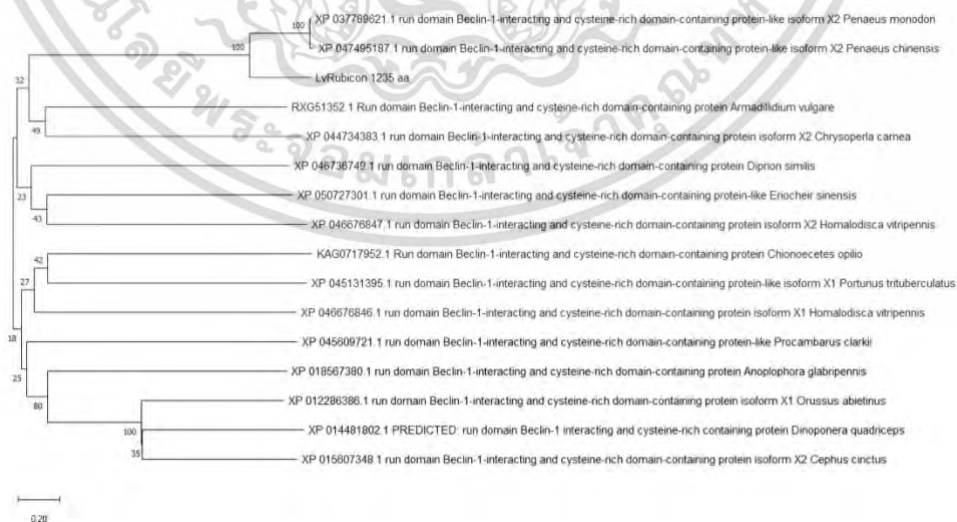 XP 037789621.1 run domain Beclin-1-interacting and cysteine-rich domain-containing protein-like isoform X2 Penaeus monodon
100
XP 047495187.1 run domain Beclin-1-interacting and cysteine-rich domain-containing protein-like isoform X2 Penaeus chinensis
100
LvRubicon 1235 aa
32
RXG51352.1 Run domain Beclin-1-interacting and cysteine-rich domain-containing protein Armadillidium vulgare
49
XP 044734383.1 run domain Beclin-1-interacting and cysteine-rich domain-containing protein isoform X2 Chrysoperla carnea
XP 046736749.1 run domain Beclin-1-interacting and cysteine-rich domain-containing protein Diprion similis
23
XP 050727301.1 run domain Beclin-1-interacting and cysteine-rich domain-containing protein-like Eriocheir sinensis
43
XP 046676847.1 run domain Beclin-1-interacting and cysteine-rich domain-containing protein isoform X2 Homalodisca vitripennis
KAG0717952.1 Run domain Beclin-1-interacting and cysteine-rich domain-containing protein Chionoecetes opilio
42
XP 045131395.1 run domain Beclin-1-interacting and cysteine-rich domain-containing protein-like isoform X1 Portunus trituberculatus
27
XP 046676846.1 run domain Beclin-1-interacting and cysteine-rich domain-containing protein isoform X1 Homalodisca vitripennis
18
XP 045609721.1 run domain Beclin-1-interacting and cysteine-rich domain-containing protein-like Procambarus clarkii
25
XP 018567380.1 run domain Beclin-1-interacting and cysteine-rich domain-containing protein Anoplophora glabripennis
80
XP 012286386.1 run domain Beclin-1-interacting and cysteine-rich domain-containing protein isoform X1 Orussus abietinus
100
XP 014481802.1 PREDICTED: run domain Beclin-1 interacting and cysteine-rich containing protein Dinoponera quadriceps
35
XP 015607348.1 run domain Beclin-1-interacting and cysteine-rich domain-containing protein isoform X2 Cephus cinctus
0.20